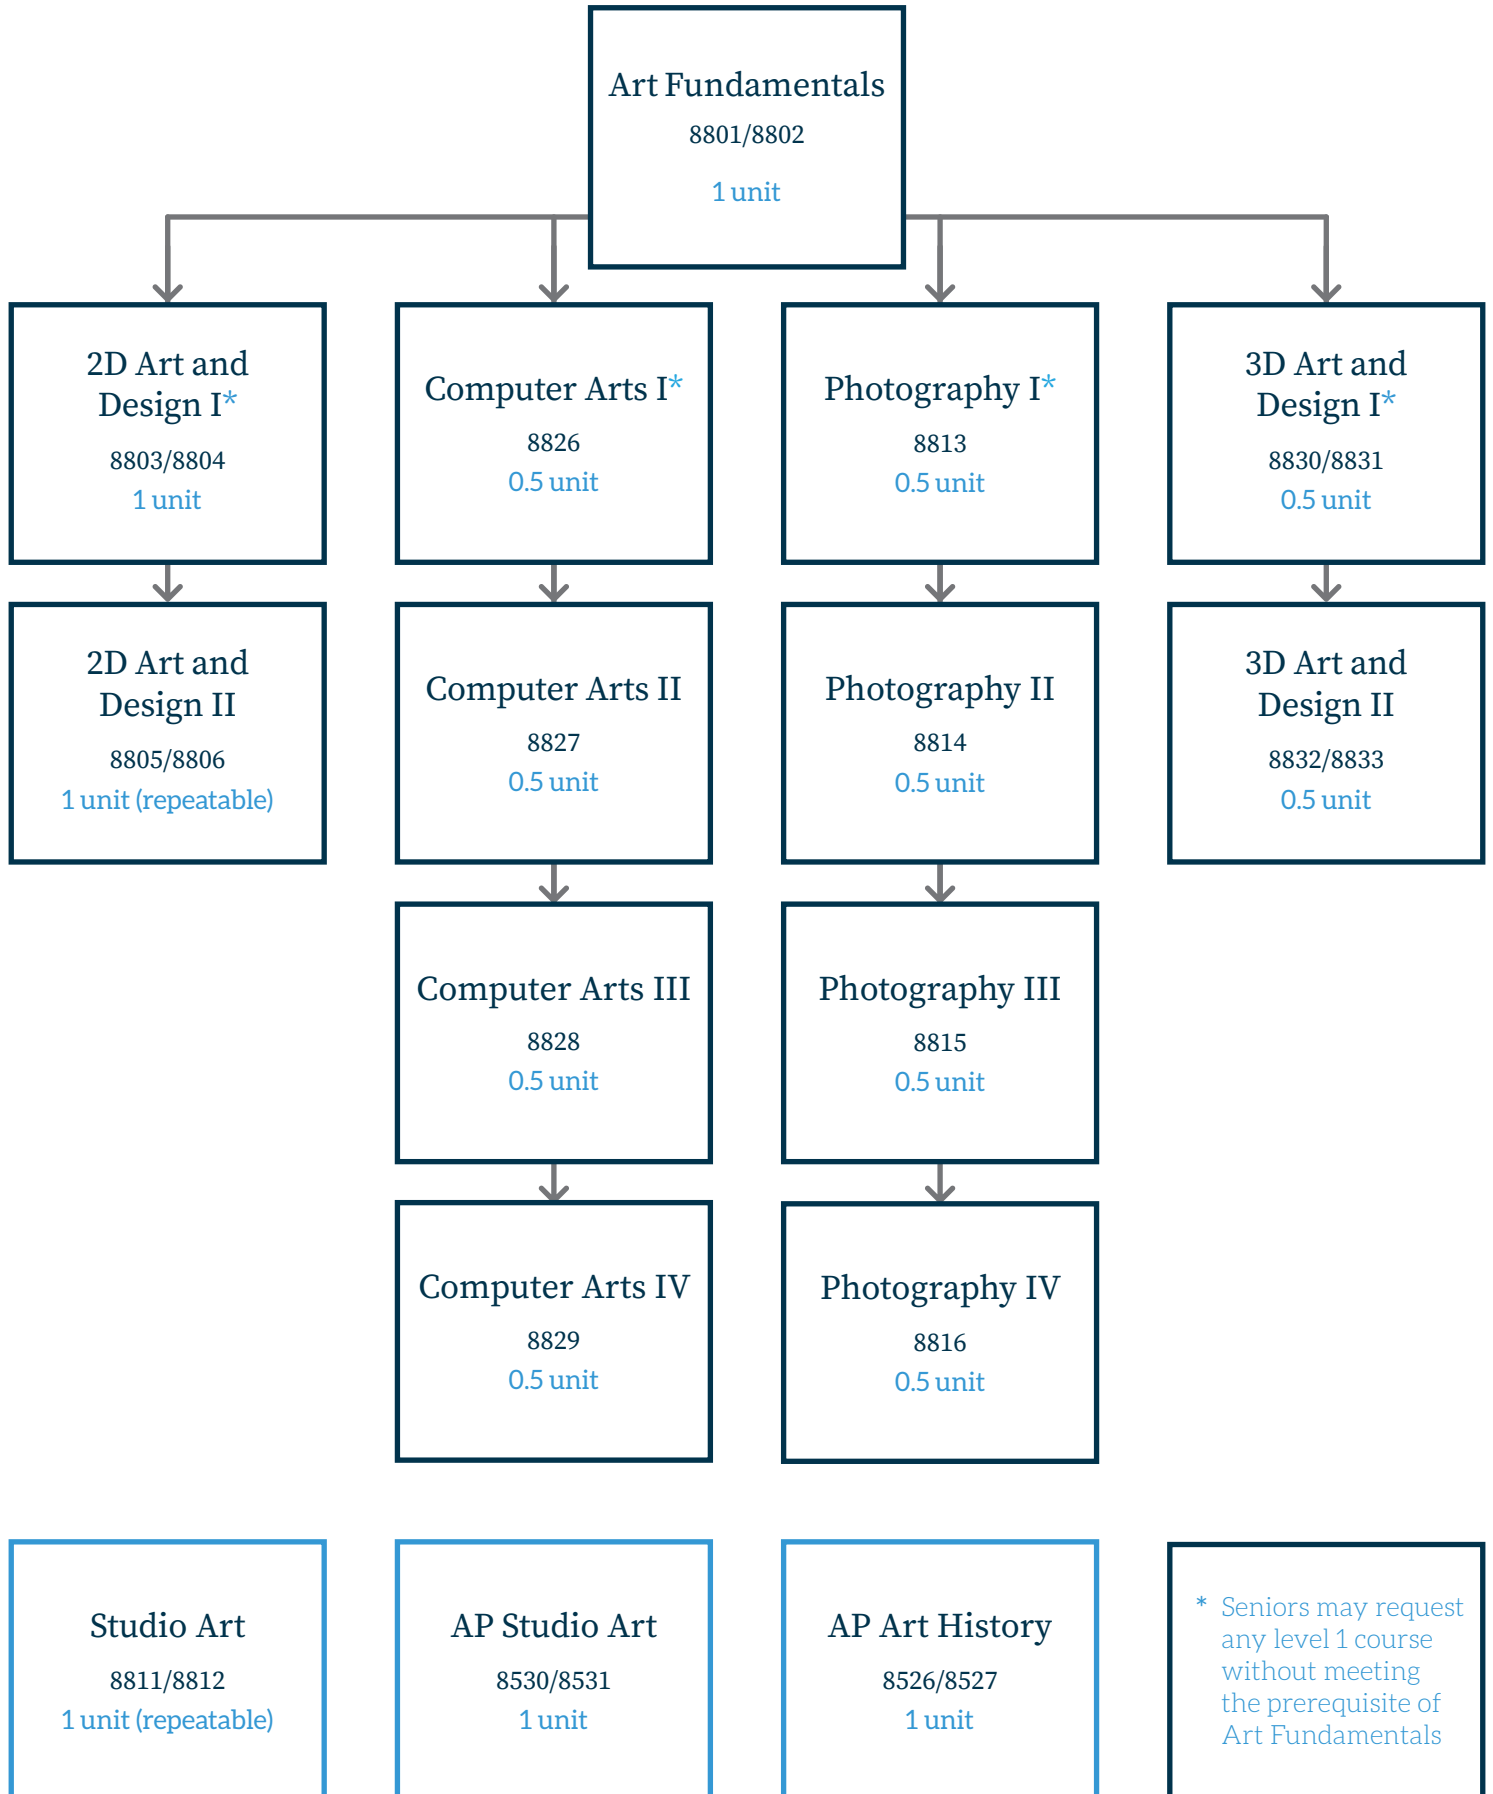 Art Fundamentals
8801/8802
1 unit
2D Art and
Design I*
8803/8804
1 unit
Computer Arts I*
8826
0.5 unit
Photography I*
8813
0.5 unit
3D Art and
Design I*
8830/8831
0.5 unit
2D Art and
Design II
8805/8806
1 unit (repeatable)
Computer Arts II
8827
0.5 unit
Photography II
8814
0.5 unit
3D Art and
Design II
8832/8833
0.5 unit
Computer Arts III
8828
0.5 unit
Photography III
8815
0.5 unit
Computer Arts IV
8829
0.5 unit
Photography IV
8816
0.5 unit
Studio Art
8811/8812
1 unit (repeatable)
AP Studio Art
8530/8531
1 unit
AP Art History
8526/8527
1 unit
* Seniors may request
any level 1 course
without meeting
the prerequisite of
Art Fundamentals